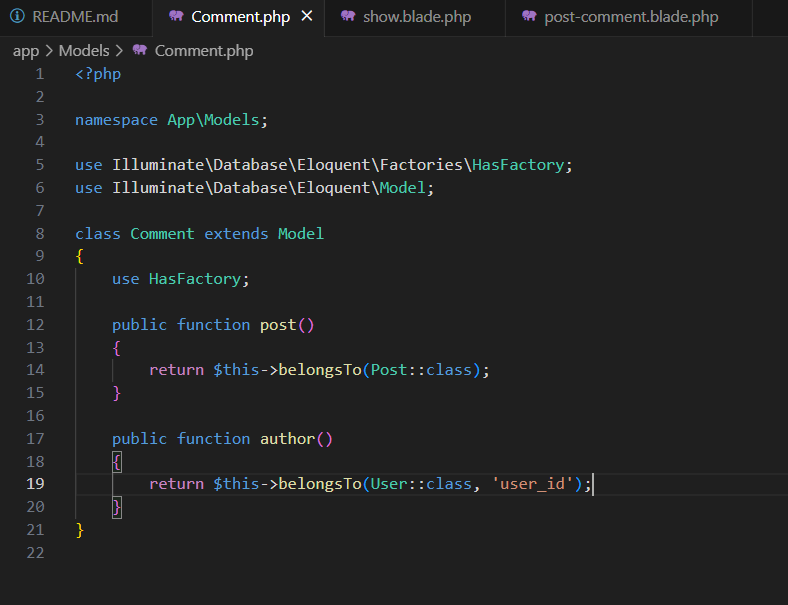 README.md Comment.php show.blade.php post-comment.blade.php
app > Models > Comment.php
1 <?php
2
3 namespace App\Models;
4
5 use Illuminate\Database\Eloquent\Factories\HasFactory;
6 use Illuminate\Database\Eloquent\Model;
7
8 class Comment extends Model
9 {
10     use HasFactory;
11
12     public function post()
13     {
14         return $this->belongsTo(Post::class);
15     }
16
17     public function author()
18     {
19         return $this->belongsTo(User::class, 'user_id');
20     }
21 }
22